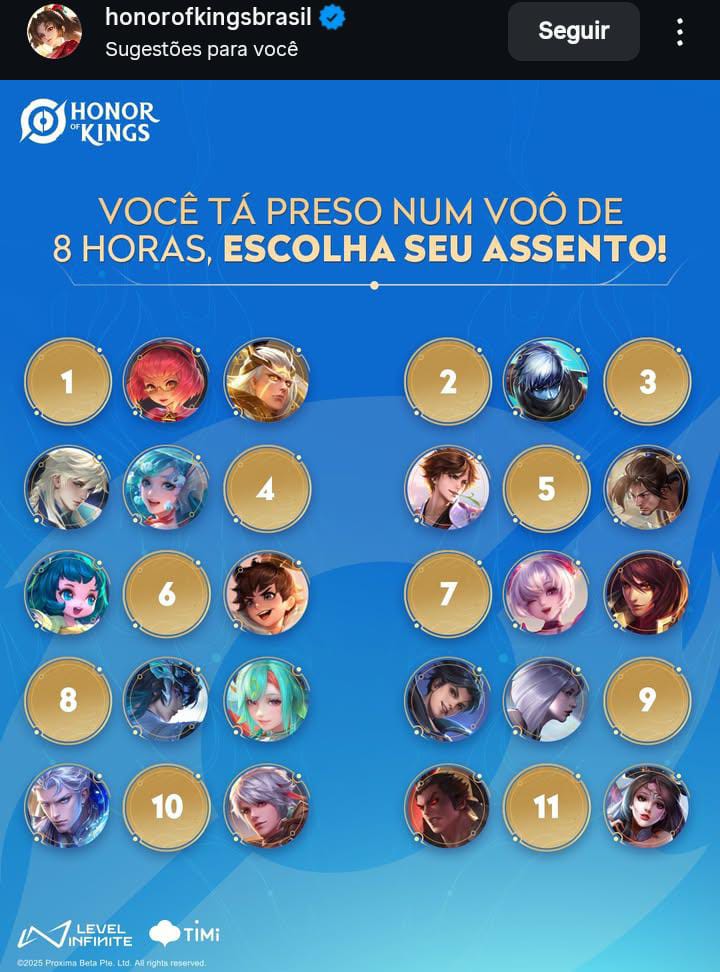 honorofkingsbrasil
Sugestões para você
Seguir
HONOR
OF KINGS
VOCÊ TÁ PRESO NUM VOÔ DE
8 HORAS, ESCOLHA SEU ASSENTO!
1
2
3
4
5
6
7
8
9
10
11
LEVEL
INFINITE
TiMi
©2025 Proxima Beta Pte. Ltd. All rights reserved.